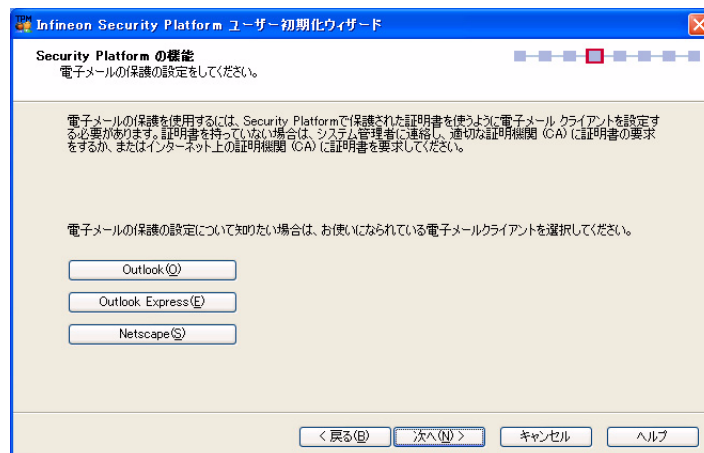 Infineon Security Platform ユーザー初期化ウィザード
Security Platform の機能
電子メールの保護の設定をしてください。
電子メールの保護を使用するには、Security Platformで保護された証明書を使うように電子メール クライアントを設定す
る必要があります。証明書を持っていない場合は、システム管理者に連絡し、適切な証明機関 (CA) に証明書の要求
をするか、またはインターネット上の証明機関 (CA) に証明書を要求してください。
電子メールの保護の設定について知りたい場合は、お使いになられている電子メールクライアントを選択してください。
Outlook(O)
Outlook Express(E)
Netscape(S)
< 戻る(B)
次へ(N) >
キャンセル
ヘルプ